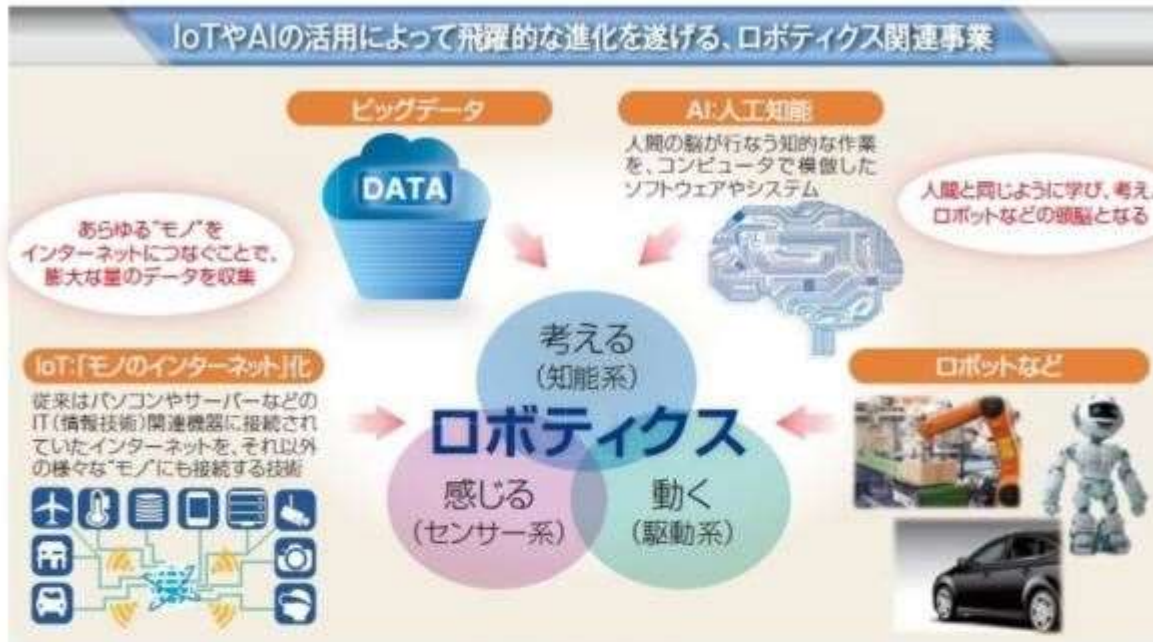 IoTやAIの活用によって飛躍的な進化を遂げる、ロボティクス関連事業
ビッグデータ
DATA
AI:人工知能
人間の脳が行なう知的な作業
を、コンピュータで模倣した
ソフトウェアやシステム
人間と同じように学び、考え、
ロボットなどの頭脳となる
あらゆる“モノ”を
インターネットにつなぐことで、
膨大な量のデータを収集
IoT:「モノのインターネット」化
従来はパソコンやサーバーなどの
IT(情報技術)関連機器に接続され
ていたインターネットを、それ以外
の様々な“モノ”にも接続する技術
考える
(知能系)
ロボティクス
感じる
(センサー系)
動く
(駆動系)
ロボットなど